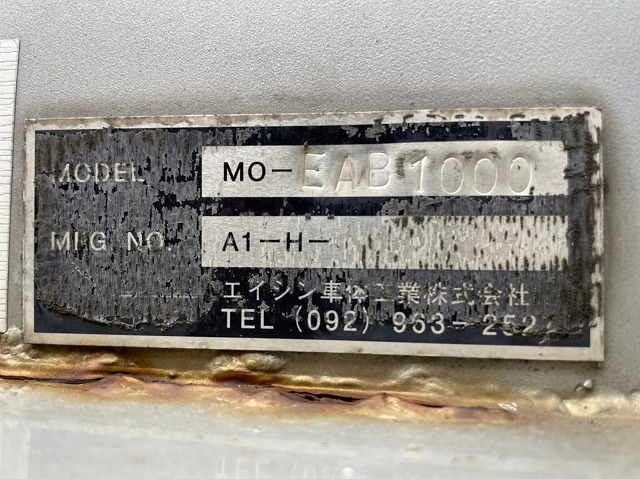 MODEL MO-EAB1000
MFG NO. A1-H-
エイシン車体工業株式会社
TEL (092) 963-252